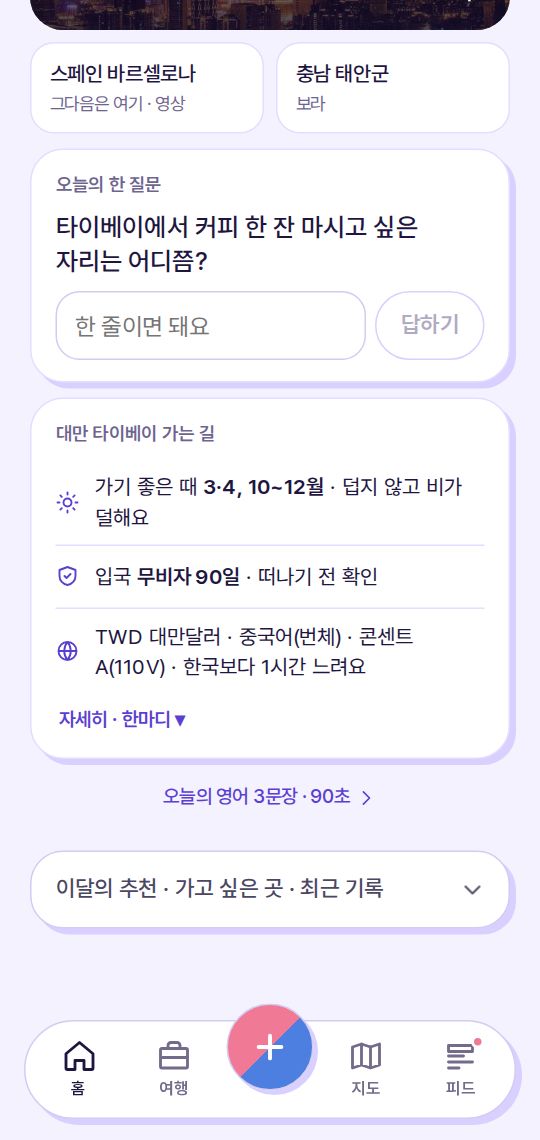 스페인 바르셀로나
그다음은 여기 · 영상
충남 태안군
보라
오늘의 한 질문
타이베이에서 커피 한 잔 마시고 싶은
자리는 어디쯤?
한 줄이면 돼요
답하기
대만 타이베이 가는 길
가기 좋은 때 3·4, 10~12월 · 덥지 않고 비가
덜해요
입국 무비자 90일 · 떠나기 전 확인
TWD 대만달러 · 중국어(번체) · 콘센트
A(110V) · 한국보다 1시간 느려요
자세히 · 한마디 ▾
오늘의 영어 3문장 · 90초
이달의 추천 · 가고 싶은 곳 · 최근 기록
홈
여행
지도
피드